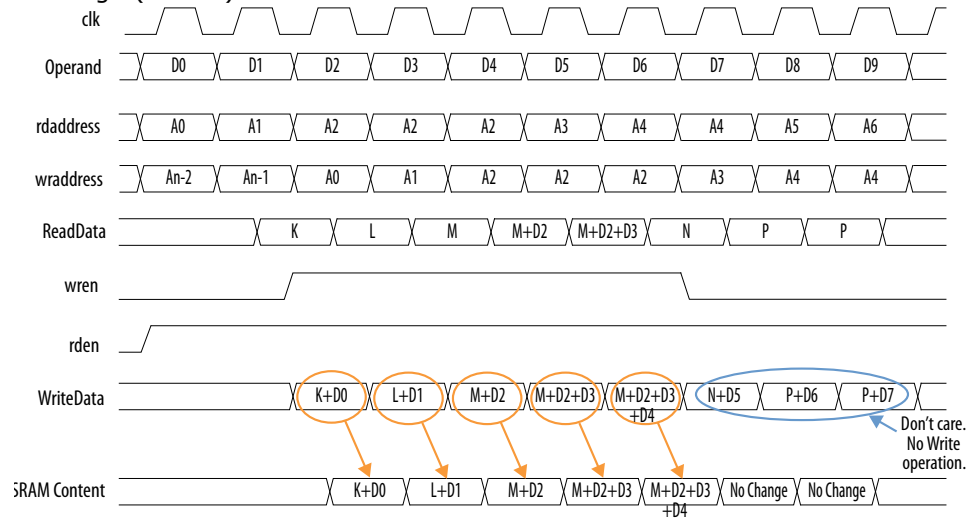 clk
Operand D0 D1 D2 D3 D4 D5 D6 D7 D8 D9
rdaddress A0 A1 A2 A2 A2 A3 A4 A4 A5 A6
wraddress An-2 An-1 A0 A1 A2 A2 A2 A3 A4 A4
ReadData K L M M+D2 M+D2+D3 N P P
wren
rden
WriteData K+D0 L+D1 M+D2 M+D2+D3 M+D2+D3 N+D5 P+D6 P+D7
+D4
Don't care.
No Write
operation.
SRAM Content K+D0 L+D1 M+D2 M+D2+D3 M+D2+D3 No Change No Change
+D4